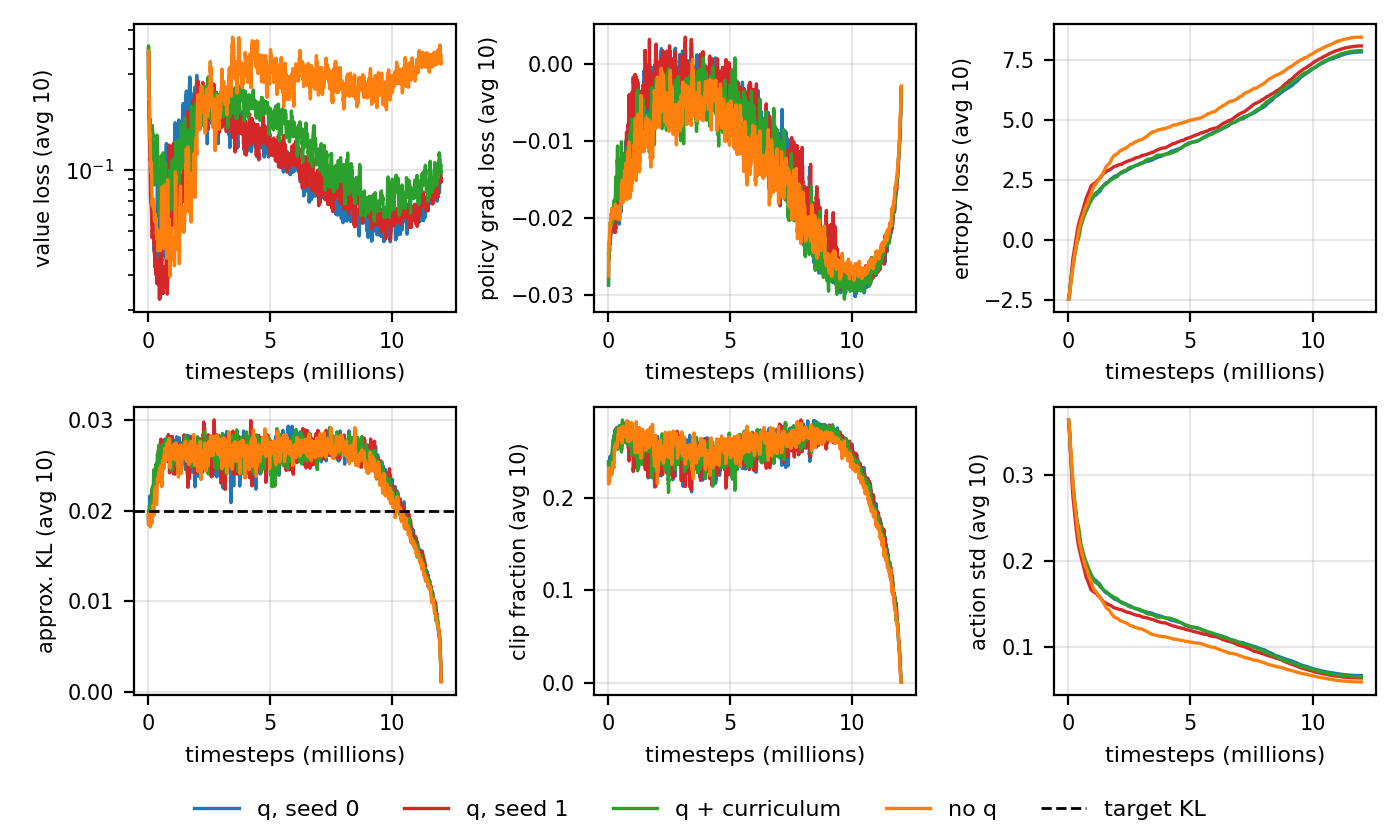 value loss (avg 10)
10⁻¹
0
5
10
timesteps (millions)
policy grad. loss (avg 10)
0.00
−0.01
−0.02
−0.03
0
5
10
timesteps (millions)
entropy loss (avg 10)
7.5
5.0
2.5
0.0
−2.5
0
5
10
timesteps (millions)
approx. KL (avg 10)
0.03
0.02
0.01
0.00
0
5
10
timesteps (millions)
clip fraction (avg 10)
0.2
0.1
0.0
0
5
10
timesteps (millions)
action std (avg 10)
0.3
0.2
0.1
0
5
10
timesteps (millions)
q, seed 0
q, seed 1
q + curriculum
no q
target KL